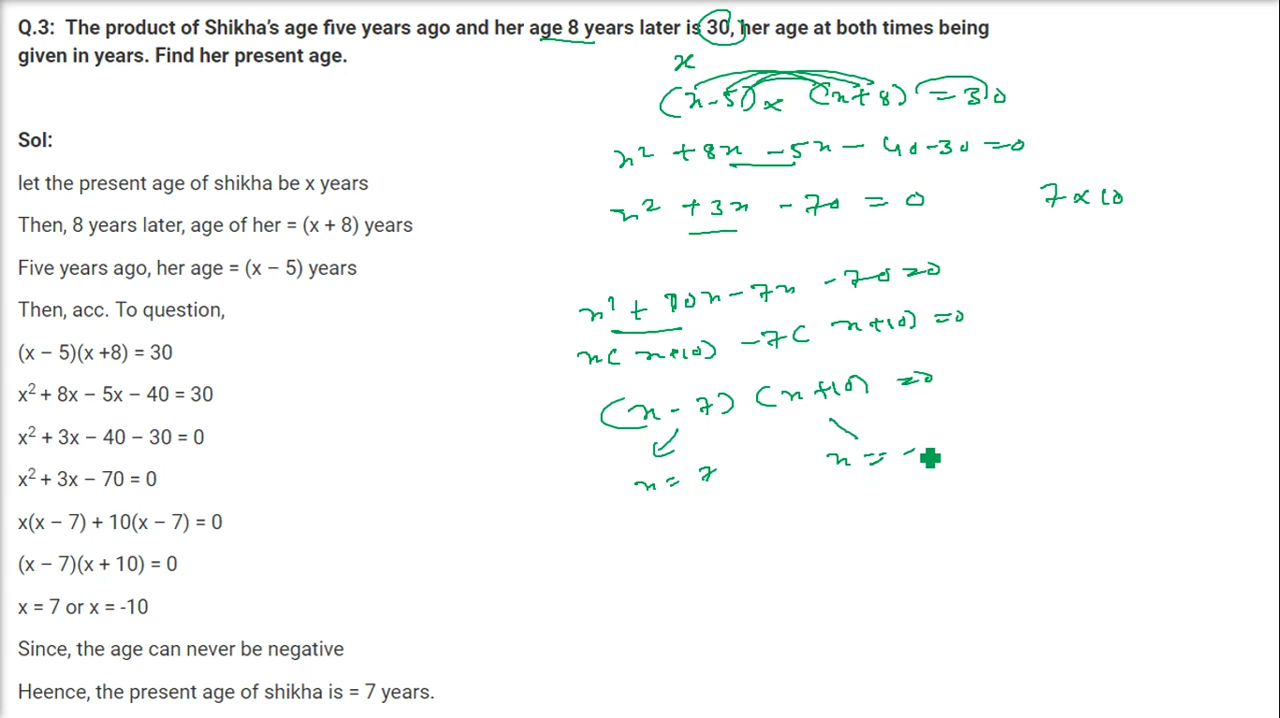 Q.3: The product of Shikha's age five years ago and her age 8 years later is 30, her age at both times being
given in years. Find her present age.
x
(x-5) x (x+8) = 30
x² + 8x - 5x - 40 - 30 = 0
x² + 3x - 70 = 0
7 x 10
x² + 10x - 7x - 70 = 0
x( x+10) - 7( x+10) = 0
(x - 7) (x+10) = 0
x = 7
x = -
Sol:
let the present age of shikha be x years
Then, 8 years later, age of her = (x + 8) years
Five years ago, her age = (x − 5) years
Then, acc. To question,
(x − 5)(x +8) = 30
x² + 8x − 5x − 40 = 30
x² + 3x − 40 − 30 = 0
x² + 3x − 70 = 0
x(x − 7) + 10(x − 7) = 0
(x − 7)(x + 10) = 0
x = 7 or x = -10
Since, the age can never be negative
Heence, the present age of shikha is = 7 years.